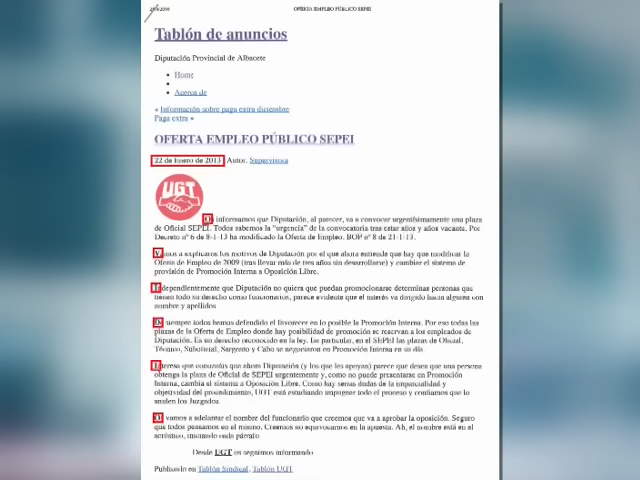 OFERTA EMPLEO PÚBLICO SEPEI
Tablón de anuncios
Diputación Provincial de Albacete
Home
Acerca de
« Información sobre paga extra diciembre
Paga extra »
OFERTA EMPLEO PÚBLICO SEPEI
22 de Enero de 2013 Autor: Supervisora
UGT
Os informamos que Diputación, al parecer, va a convocar urgentísimamente una plaza
de Oficial SEPEI. Todos sabemos la "urgencia" de la convocatoria tras estar años y años vacante. Por
Decreto nº 6 de 8-1-13 ha modificado la Oferta de Empleo. BOP nº 8 de 21-1-13.
Vamos a explicaros los motivos de Diputación por el que ahora entiende que hay que modificar la
Oferta de Empleo de 2009 (tras llevar más de tres años sin desarrollarse) y cambiar el sistema de
provisión de Promoción Interna a Oposición Libre.
Independientemente que Diputación no quiera que puedan promocionarse determinas personas que
tienen todo su derecho como funcionarios, parece evidente que el interés va dirigido hacia alguien con
nombre y apellidos
siempre todos hemos defendido el favorecer en lo posible la Promoción Interna. Por eso todas las
plazas de la Oferta de Empleo donde hay posibilidad de promoción se reservan a los empleados de
Diputación. Es un derecho reconocido en la ley. En particular, en el SEPEI las plazas de Oficial,
Técnico, Suboficial, Sargento y Cabo se negociaron en Promoción Interna en su día.
Interesa que conozcáis que ahora Diputación (y los que les apoyan) parece que desea que una persona
obtenga la plaza de Oficial de SEPEI urgentemente y, como no puede presentarse en Promoción
Interna, cambia el sistema a Oposición Libre. Como hay serias dudas de la imparcialidad y
objetividad del procedimiento, UGT está estudiando impugnar todo el proceso y confiamos que lo
anulen los Juzgados.
vamos a adelantar el nombre del funcionario que creemos que va a aprobar la oposición. Seguro
que todos pensamos en el mismo. Creemos no equivocarnos en la apuesta. Ah, el nombre está en el
acróstico, mirando cada párrafo
Desde UGT os seguimos informando
Publicado en Tablón Sindical, Tablón UGT